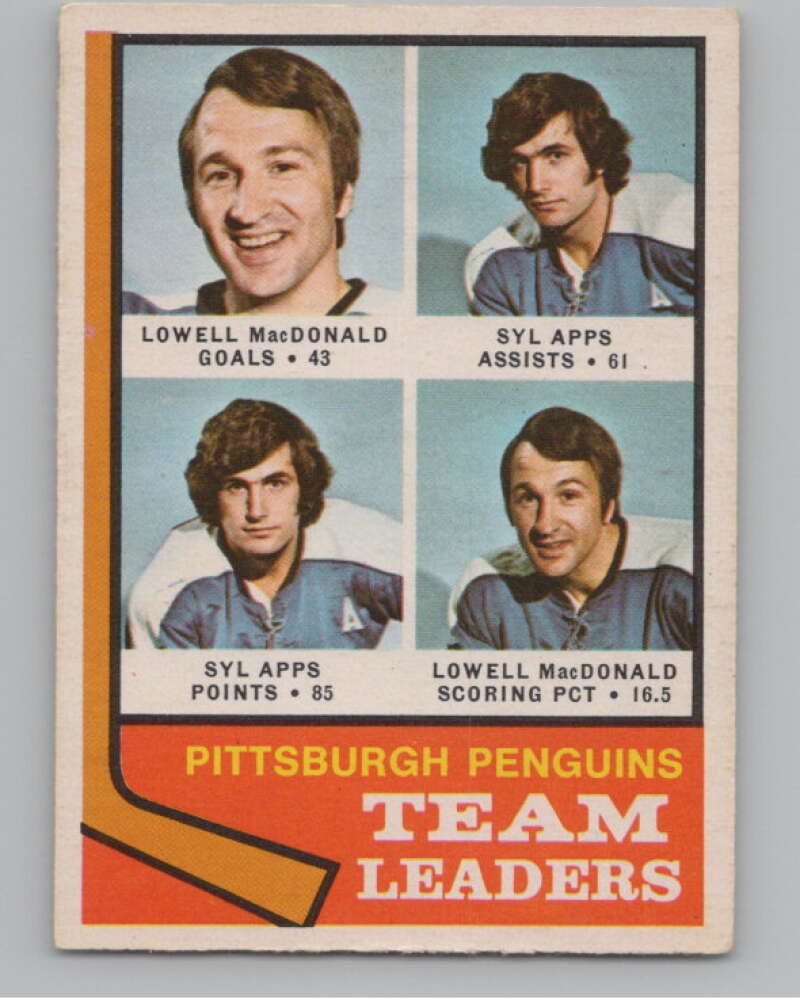 LOWELL MacDONALD
GOALS • 43
SYL APPS
ASSISTS • 61
A
SYL APPS
POINTS • 85
A
LOWELL MacDONALD
SCORING PCT • 16.5
PITTSBURGH PENGUINS
TEAM
LEADERS